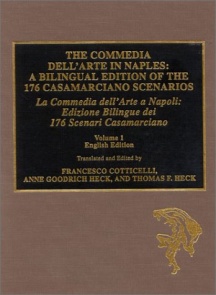 THE COMMEDIA
DELL'ARTE IN NAPLES:
A BILINGUAL EDITION OF THE
176 CASAMARCIANO SCENARIOS
La Commedia dell'Arte a Napoli:
Edizione Bilingue dei
176 Scenari Casamarciano
Volume 1
English Edition
Translated and Edited by
FRANCESCO COTTICELLI,
ANNE GOODRICH HECK, AND THOMAS F. HECK